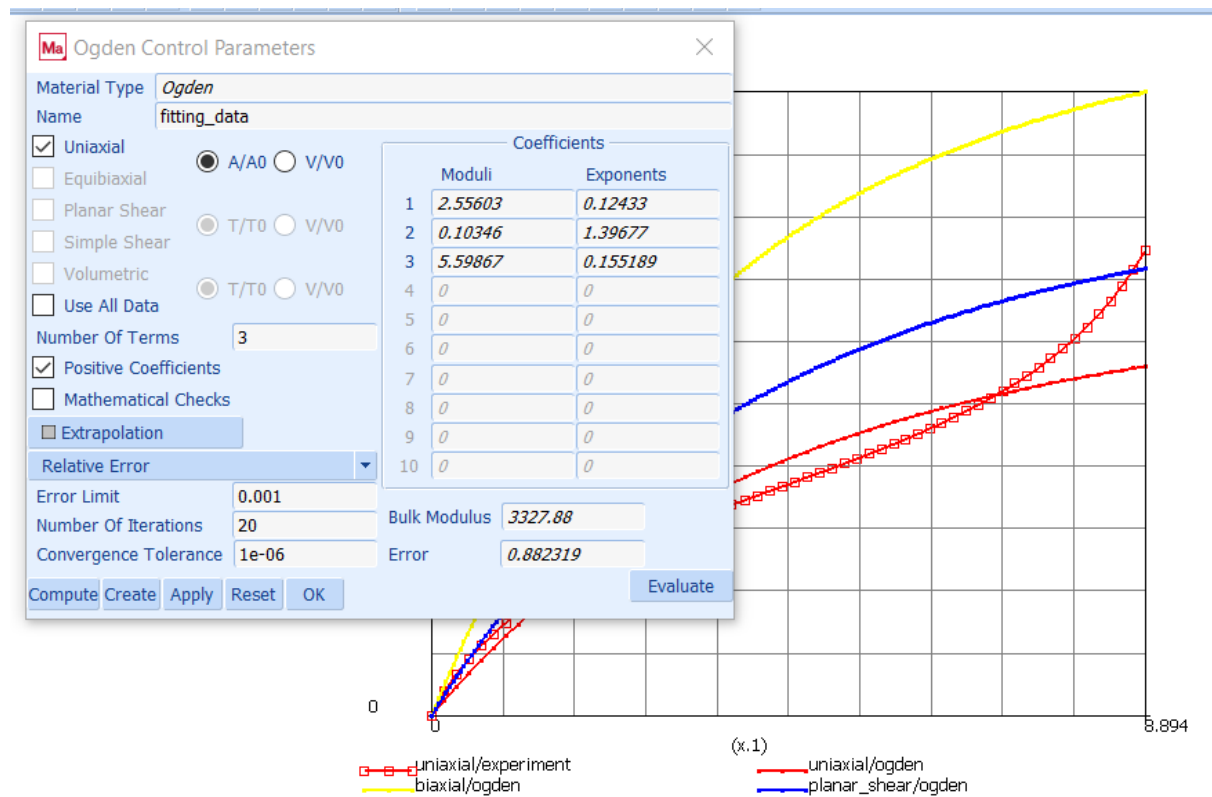 Ma Ogden Control Parameters
Material Type Ogden
Name fitting_data
Uniaxial
A/A0 V/V0
Equibiaxial
Planar Shear
T/T0 V/V0
Simple Shear
Volumetric
T/T0 V/V0
Use All Data
Number Of Terms 3
Positive Coefficients
Mathematical Checks
Extrapolation
Relative Error
Error Limit 0.001
Number Of Iterations 20
Convergence Tolerance 1e-06
Compute Create Apply Reset OK
Coefficients
Moduli Exponents
1 2.55603 0.12433
2 0.10346 1.39677
3 5.59867 0.155189
4 0 0
5 0 0
6 0 0
7 0 0
8 0 0
9 0 0
10 0 0
Bulk Modulus 3327.88
Error 0.882319
Evaluate
0
0 8.894
(x.1)
uniaxial/experiment uniaxial/ogden
biaxial/ogden planar_shear/ogden